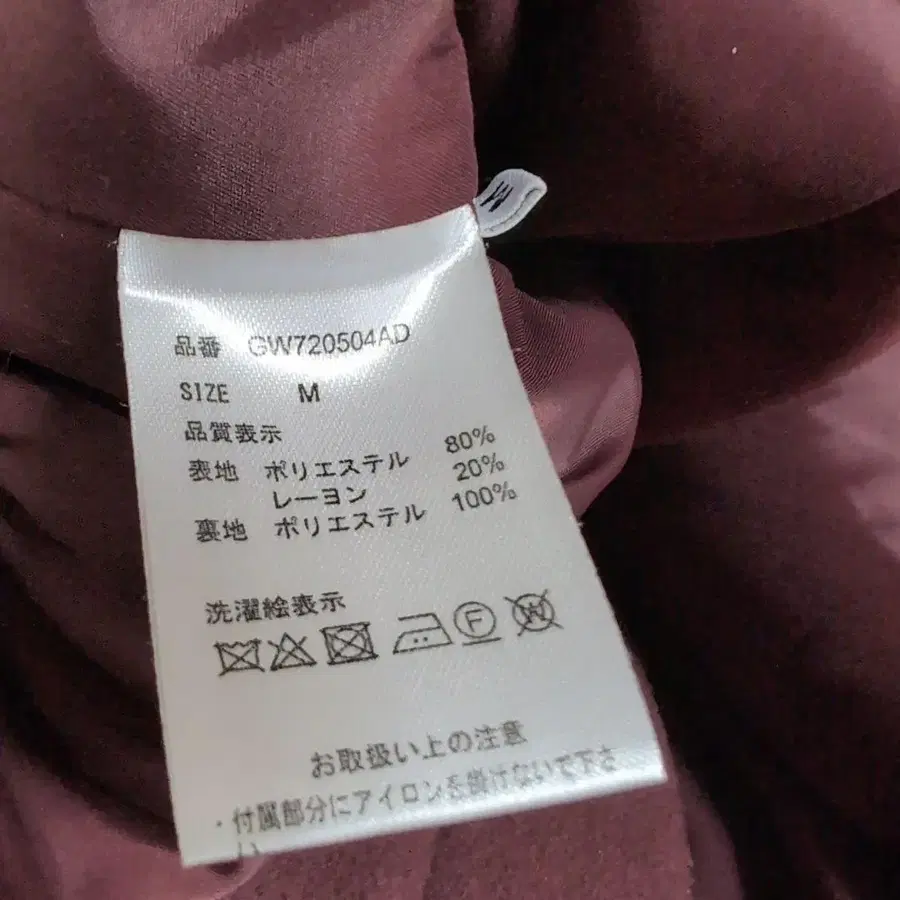 M
品番 GW720504AD
SIZE M
品質表示
表地 ポリエステル 80%
レーヨン 20%
裏地 ポリエステル 100%
洗濯絵表示
F W
お取扱い上の注意
・付属部分にアイロンを掛けないで下さ
い